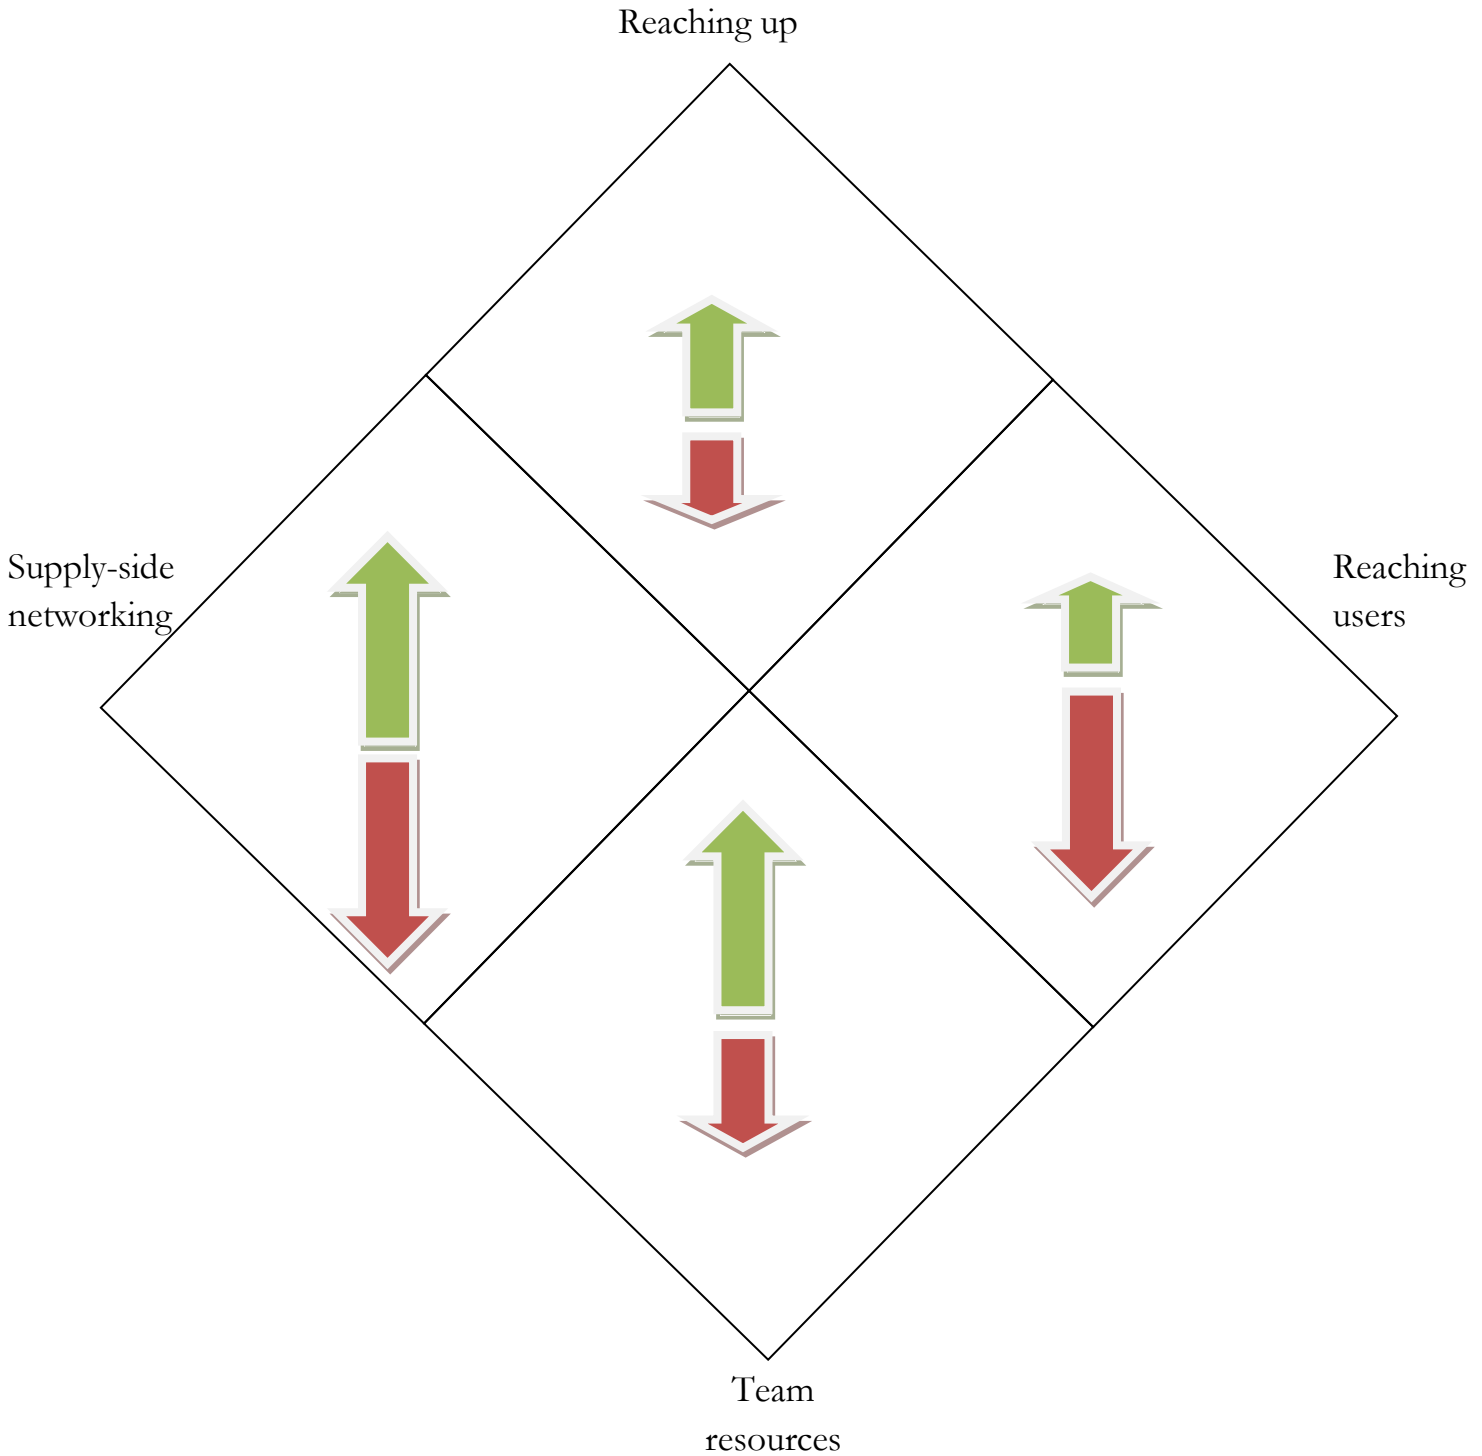 Reaching up
Supply-side
networking
Reaching
users
Team
resources